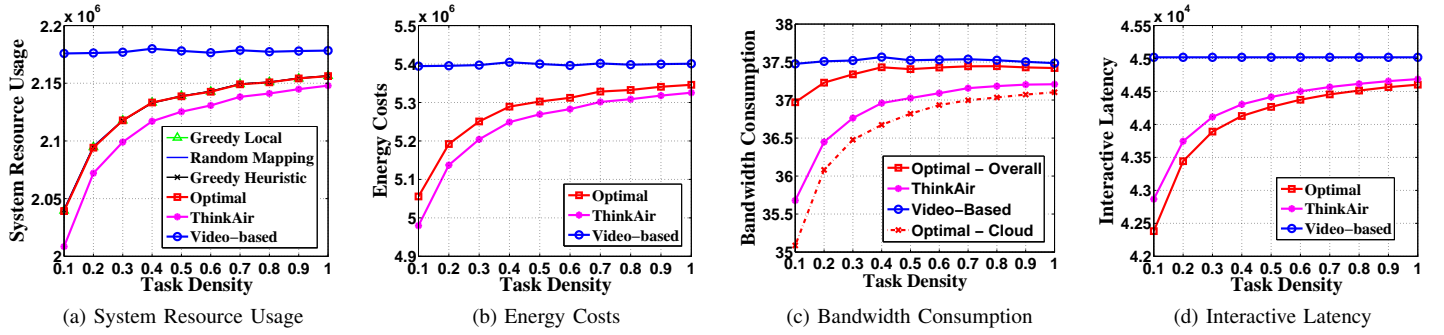 x 10^6
2.2
2.15
2.1
2.05
2
System Resource Usage
Greedy Local
Random Mapping
Greedy Heuristic
Optimal
ThinkAir
Video−based
0.1 0.2 0.3 0.4 0.5 0.6 0.7 0.8 0.9 1
Task Density
(a) System Resource Usage
x 10^6
5.5
5.4
5.3
5.2
5.1
5
4.9
Energy Costs
Optimal
ThinkAir
Video−based
0.1 0.2 0.3 0.4 0.5 0.6 0.7 0.8 0.9 1
Task Density
(b) Energy Costs
38
37.5
37
36.5
36
35.5
35
Bandwidth Consumption
Optimal − Overall
ThinkAir
Video−Based
Optimal − Cloud
0.1 0.2 0.3 0.4 0.5 0.6 0.7 0.8 0.9 1
Task Density
(c) Bandwidth Consumption
x 10^4
4.55
4.5
4.45
4.4
4.35
4.3
4.25
4.2
Interactive Latency
Optimal
ThinkAir
Video−based
0.1 0.2 0.3 0.4 0.5 0.6 0.7 0.8 0.9 1
Task Density
(d) Interactive Latency